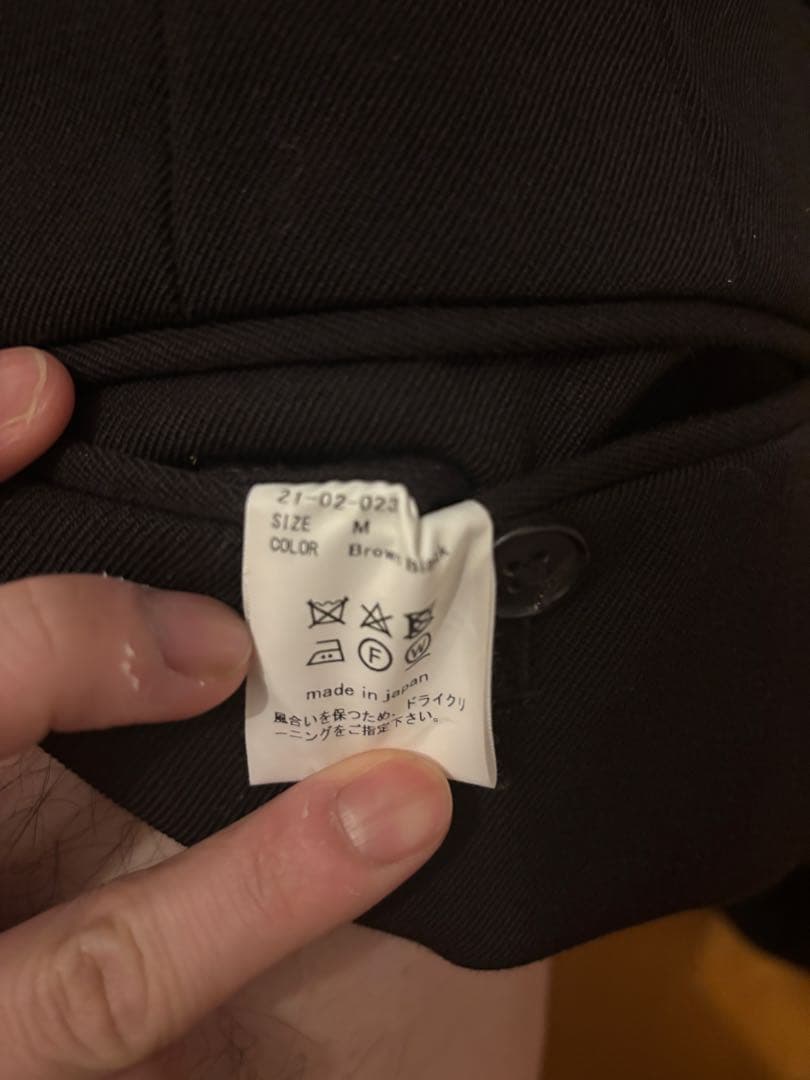 21-02-023
SIZE M
COLOR Brown Black
F W
made in japan
風合いを保つため、ドライクリ
ーニングをご指定下さい。